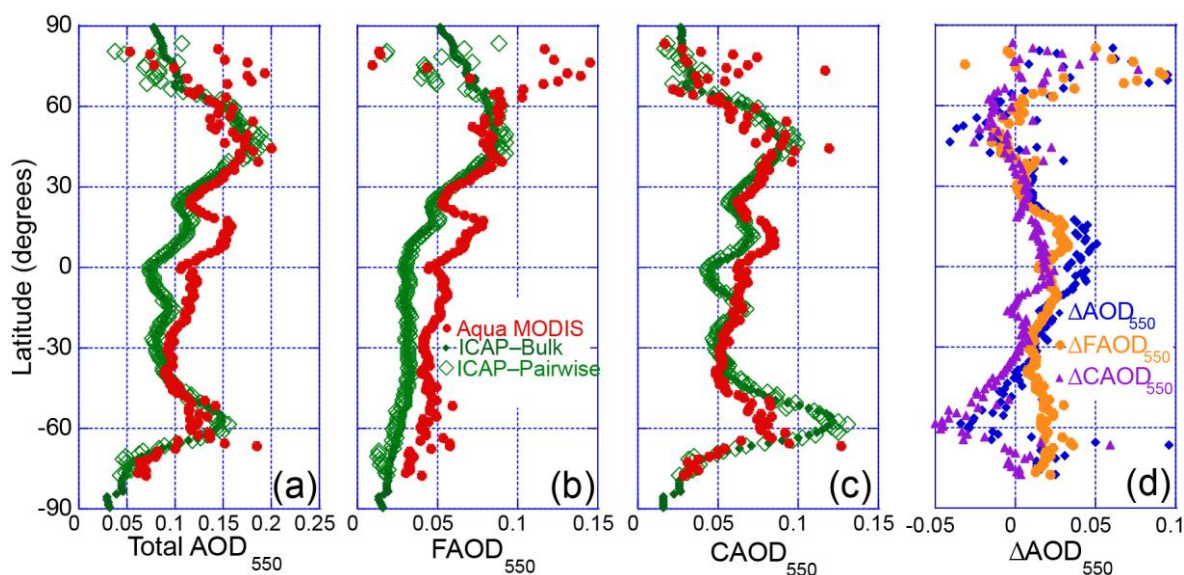 90
60
30
0
-30
-60
-90
Latitude (degrees)
Aqua MODIS
ICAP–Bulk
ICAP–Pairwise
ΔAOD550
ΔFAOD550
ΔCAOD550
(a) (b) (c) (d)
0 0.05 0.1 0.15 0.2 0.25 0 0.05 0.1 0.15 0 0.05 0.1 0.15 -0.05 0 0.05 0.1
Total AOD550 FAOD550 CAOD550 ΔAOD550